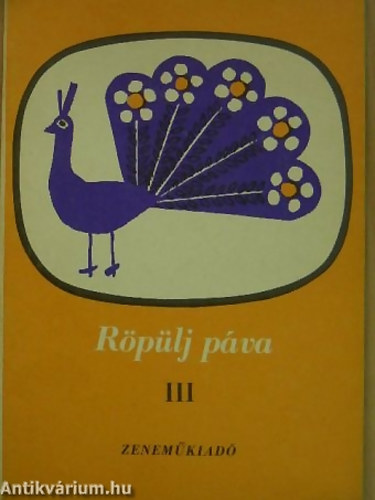 Röpülj páva
III
ZENEMŰKIADÓ
Antikvárium.hu